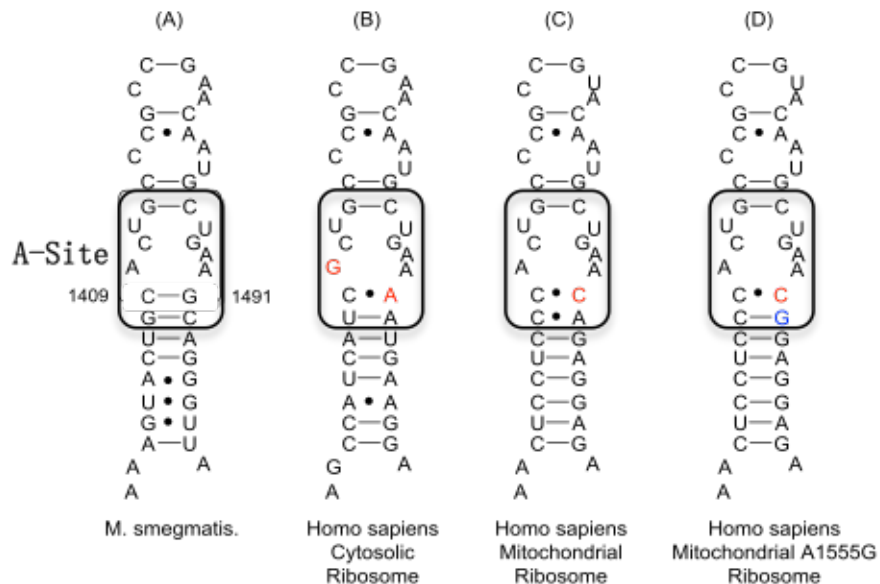 (A) (B) (C) (D)
C G C G C G C G
C A C A C U C U
A A A A
G C G C G C G C
C • A C • A C • A C • A
C A C A C A C A
U U U U
C G C G C G C G
G C G C G C G C
U U U U U U U U
C G C G C G C G
A-Site
A A A G A A A A A A A A
1409 C G 1491 C • A C • C C • C
G C U A C • A C G
U A A U C G C G
C G C G U A U A
A • G U A C G C G
U • G A • A C G C G
G • U C G U A U A
A U C G C G C G
A A G A A A A A
A A A A
M. smegmatis.
Homo sapiens
Cytosolic
Ribosome
Homo sapiens
Mitochondrial
Ribosome
Homo sapiens
Mitochondrial A1555G
Ribosome